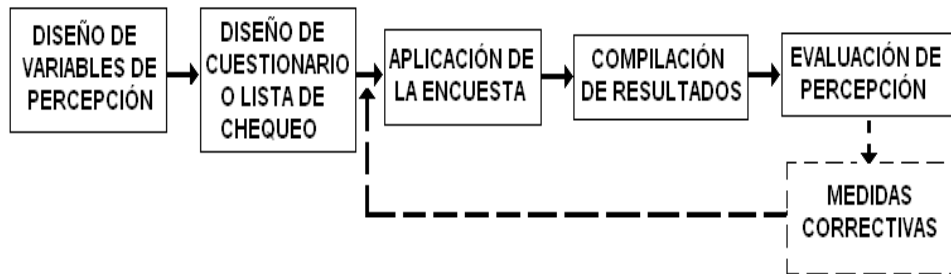 DISEÑO DE
VARIABLES DE
PERCEPCIÓN
DISEÑO DE
CUESTIONARIO
O LISTA DE
CHEQUEO
APLICACIÓN DE
LA ENCUESTA
COMPILACIÓN
DE RESULTADOS
EVALUACIÓN DE
PERCEPCIÓN
MEDIDAS
CORRECTIVAS